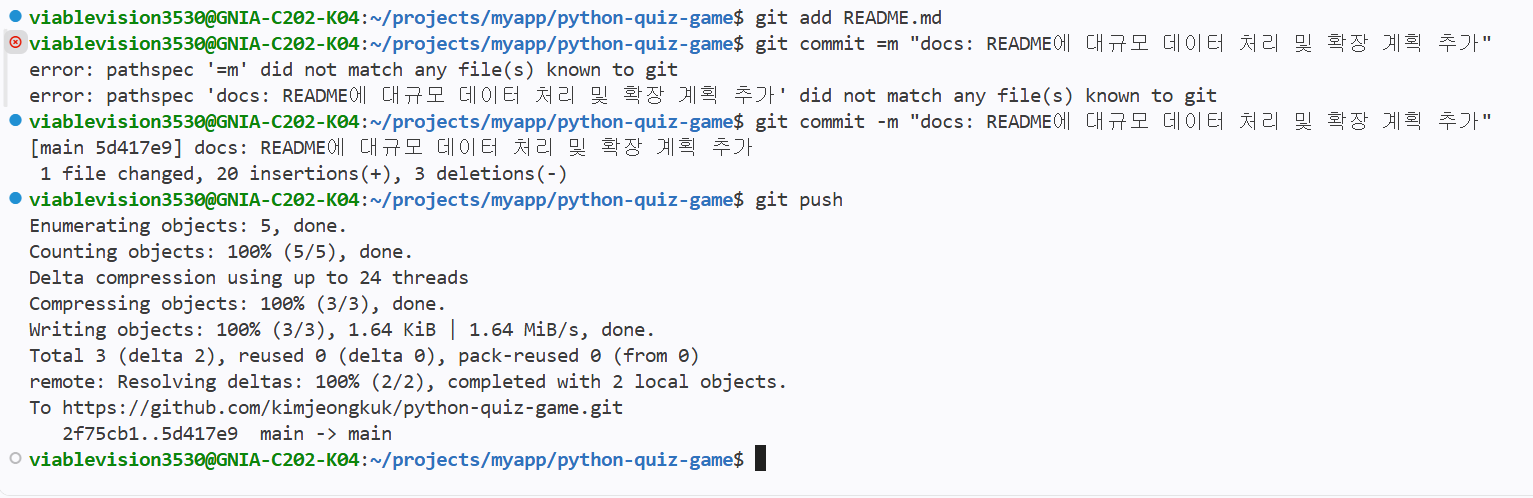 viablevision3530@GNIA-C202-K04:~/projects/myapp/python-quiz-game$ git add README.md
viablevision3530@GNIA-C202-K04:~/projects/myapp/python-quiz-game$ git commit =m "docs: README에 대규모 데이터 처리 및 확장 계획 추가"
error: pathspec '=m' did not match any file(s) known to git
error: pathspec 'docs: README에 대규모 데이터 처리 및 확장 계획 추가' did not match any file(s) known to git
viablevision3530@GNIA-C202-K04:~/projects/myapp/python-quiz-game$ git commit -m "docs: README에 대규모 데이터 처리 및 확장 계획 추가"
[main 5d417e9] docs: README에 대규모 데이터 처리 및 확장 계획 추가
 1 file changed, 20 insertions(+), 3 deletions(-)
viablevision3530@GNIA-C202-K04:~/projects/myapp/python-quiz-game$ git push
Enumerating objects: 5, done.
Counting objects: 100% (5/5), done.
Delta compression using up to 24 threads
Compressing objects: 100% (3/3), done.
Writing objects: 100% (3/3), 1.64 KiB | 1.64 MiB/s, done.
Total 3 (delta 2), reused 0 (delta 0), pack-reused 0 (from 0)
remote: Resolving deltas: 100% (2/2), completed with 2 local objects.
To https://github.com/kimjeongkuk/python-quiz-game.git
   2f75cb1..5d417e9  main -> main
viablevision3530@GNIA-C202-K04:~/projects/myapp/python-quiz-game$